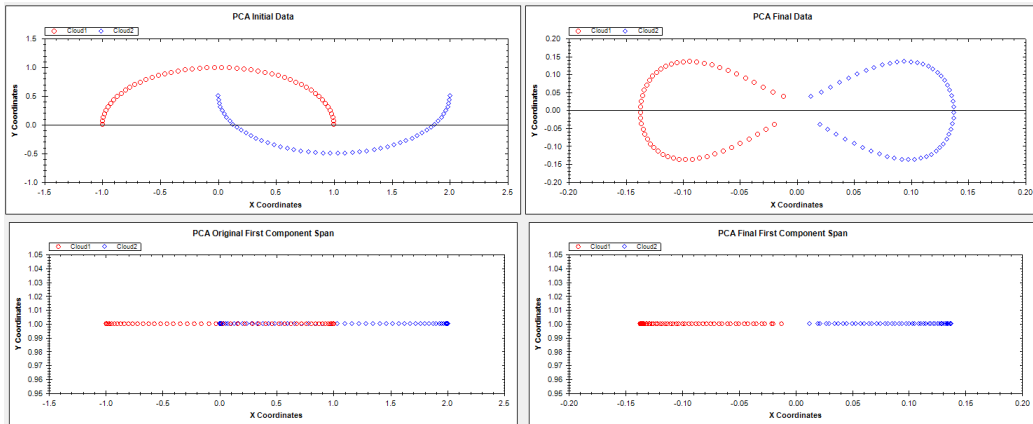 PCA Initial Data
Cloud1 Cloud2
Y Coordinates
1.5
1.0
0.5
0.0
-0.5
-1.0
-1.5 -1.0 -0.5 0.0 0.5 1.0 1.5 2.0 2.5
X Coordinates
PCA Final Data
Cloud1 Cloud2
Y Coordinates
0.20
0.15
0.10
0.05
0.00
-0.05
-0.10
-0.15
-0.20
-0.20 -0.15 -0.10 -0.05 0.00 0.05 0.10 0.15 0.20
X Coordinates
PCA Original First Component Span
Cloud1 Cloud2
Y Coordinates
1.05
1.04
1.03
1.02
1.01
1.00
0.99
0.98
0.97
0.96
0.95
-1.5 -1.0 -0.5 0.0 0.5 1.0 1.5 2.0 2.5
X Coordinates
PCA Final First Component Span
Cloud1 Cloud2
Y Coordinates
1.05
1.04
1.03
1.02
1.01
1.00
0.99
0.98
0.97
0.96
0.95
-0.20 -0.15 -0.10 -0.05 0.00 0.05 0.10 0.15 0.20
X Coordinates